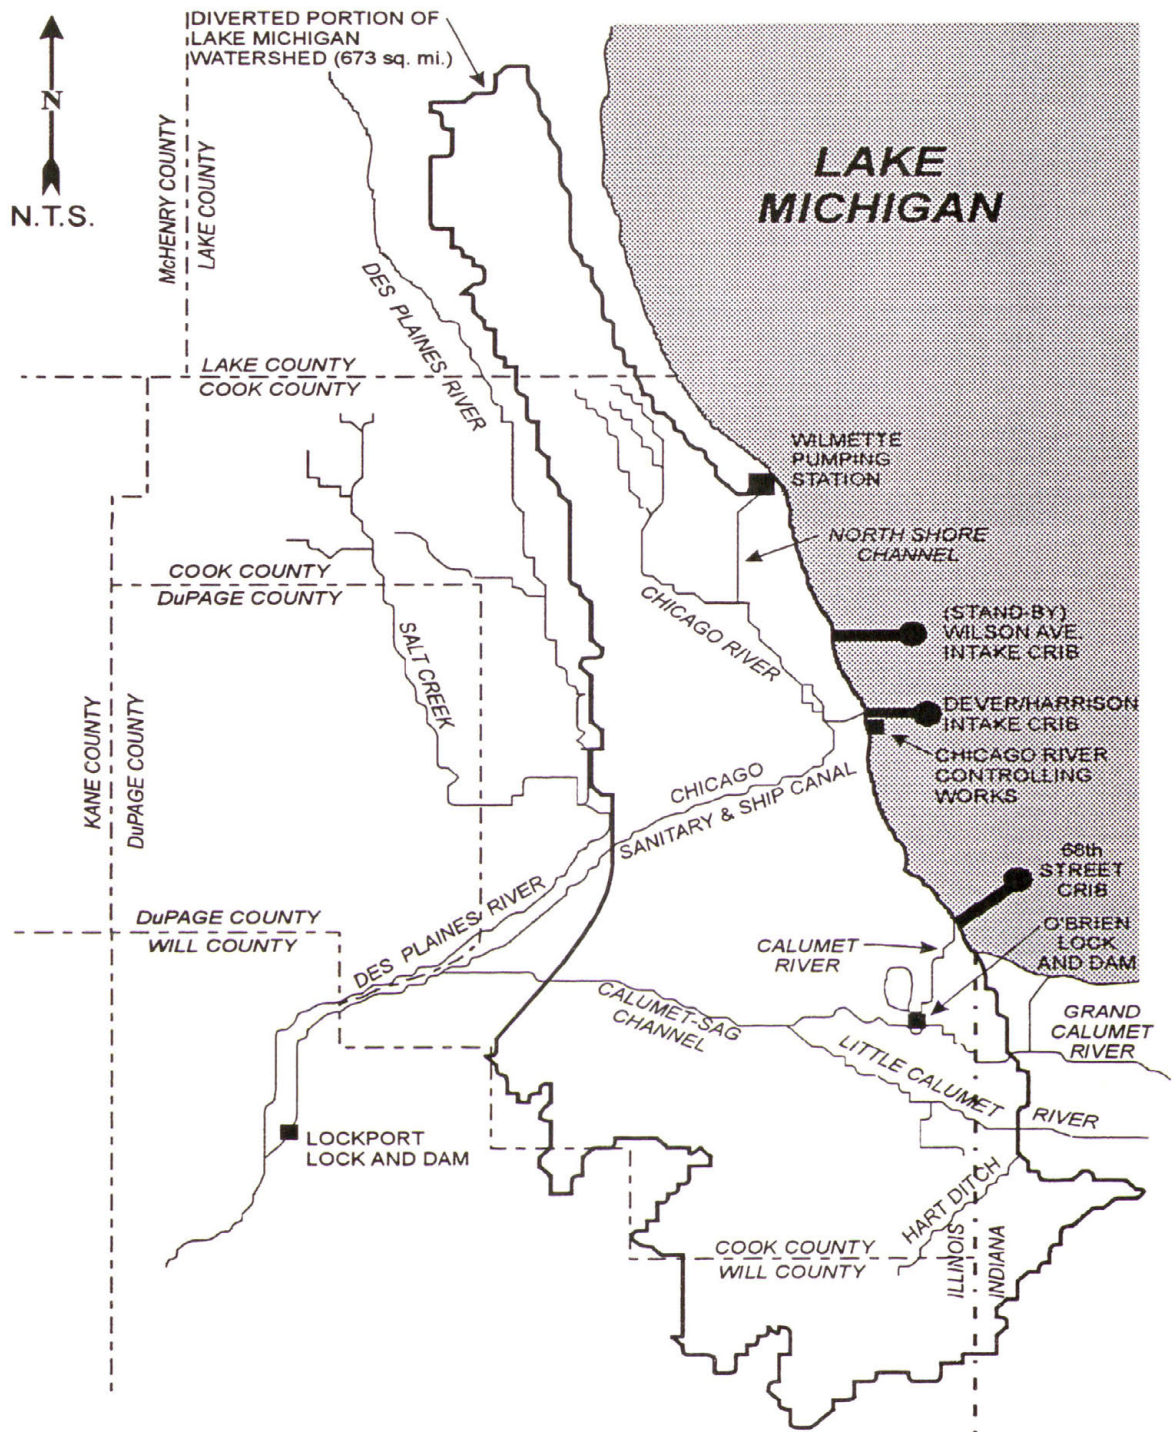 DIVERTED PORTION OF
LAKE MICHIGAN
WATERSHED (673 sq. mi.)
N
N.T.S.
McHENRY COUNTY
LAKE COUNTY
LAKE
MICHIGAN
DES PLAINES RIVER
LAKE COUNTY
COOK COUNTY
WILMETTE
PUMPING
STATION
NORTH SHORE
CHANNEL
COOK COUNTY
DuPAGE COUNTY
CHICAGO RIVER
(STAND-BY)
WILSON AVE.
INTAKE CRIB
SALT CREEK
DEVER/HARRISON
INTAKE CRIB
CHICAGO RIVER
CONTROLLING
WORKS
KANE COUNTY
DuPAGE COUNTY
CHICAGO
SANITARY & SHIP CANAL
68th
STREET
CRIB
DuPAGE COUNTY
WILL COUNTY
DES PLAINES RIVER
CALUMET
RIVER
O'BRIEN
LOCK
AND DAM
CALUMET-SAG
CHANNEL
GRAND
CALUMET
RIVER
LITTLE CALUMET RIVER
LOCKPORT
LOCK AND DAM
HART DITCH
COOK COUNTY
WILL COUNTY
ILLINOIS
INDIANA